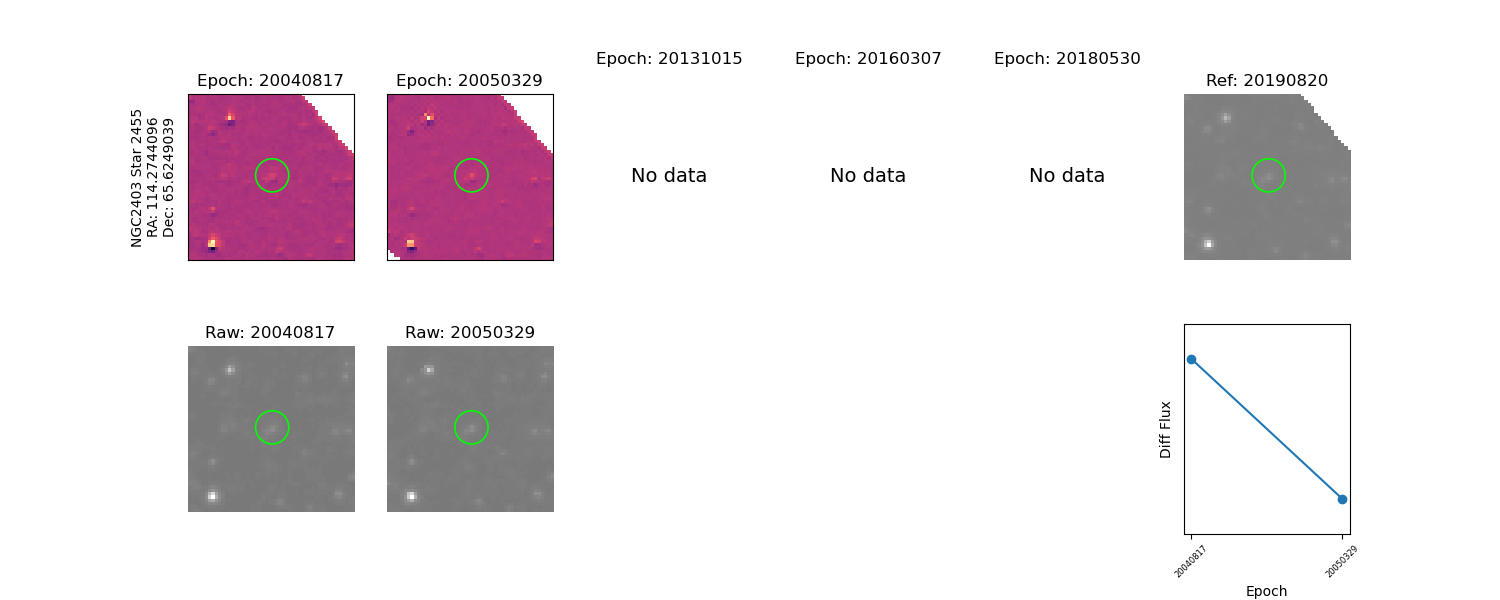 Epoch: 20040817
Epoch: 20050329
Epoch: 20131015
Epoch: 20160307
Epoch: 20180530
Ref: 20190820
NGC2403 Star 2455
RA: 114.2744096
Dec: 65.6249039
No data
No data
No data
Raw: 20040817
Raw: 20050329
Diff Flux
20040817
20050329
Epoch